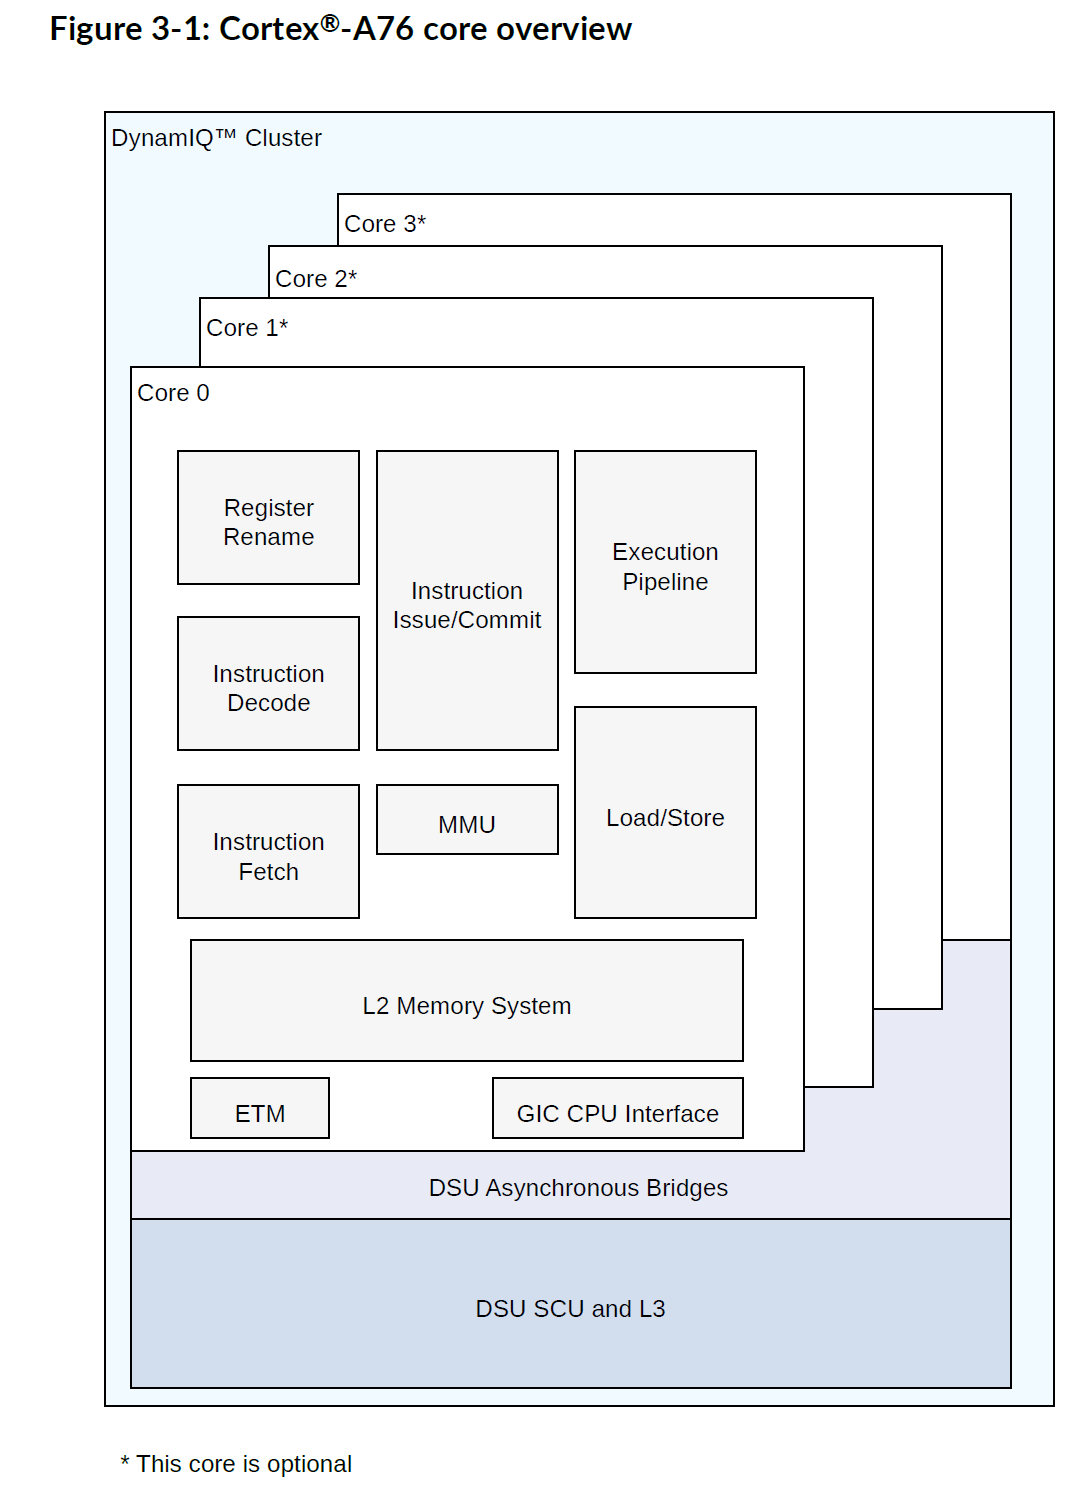 Figure 3-1: Cortex®-A76 core overview
DynamIQ™ Cluster
Core 3*
Core 2*
Core 1*
Core 0
Register
Rename
Instruction
Issue/Commit
Execution
Pipeline
Instruction
Decode
Instruction
Fetch
MMU
Load/Store
L2 Memory System
ETM
GIC CPU Interface
DSU Asynchronous Bridges
DSU SCU and L3
* This core is optional